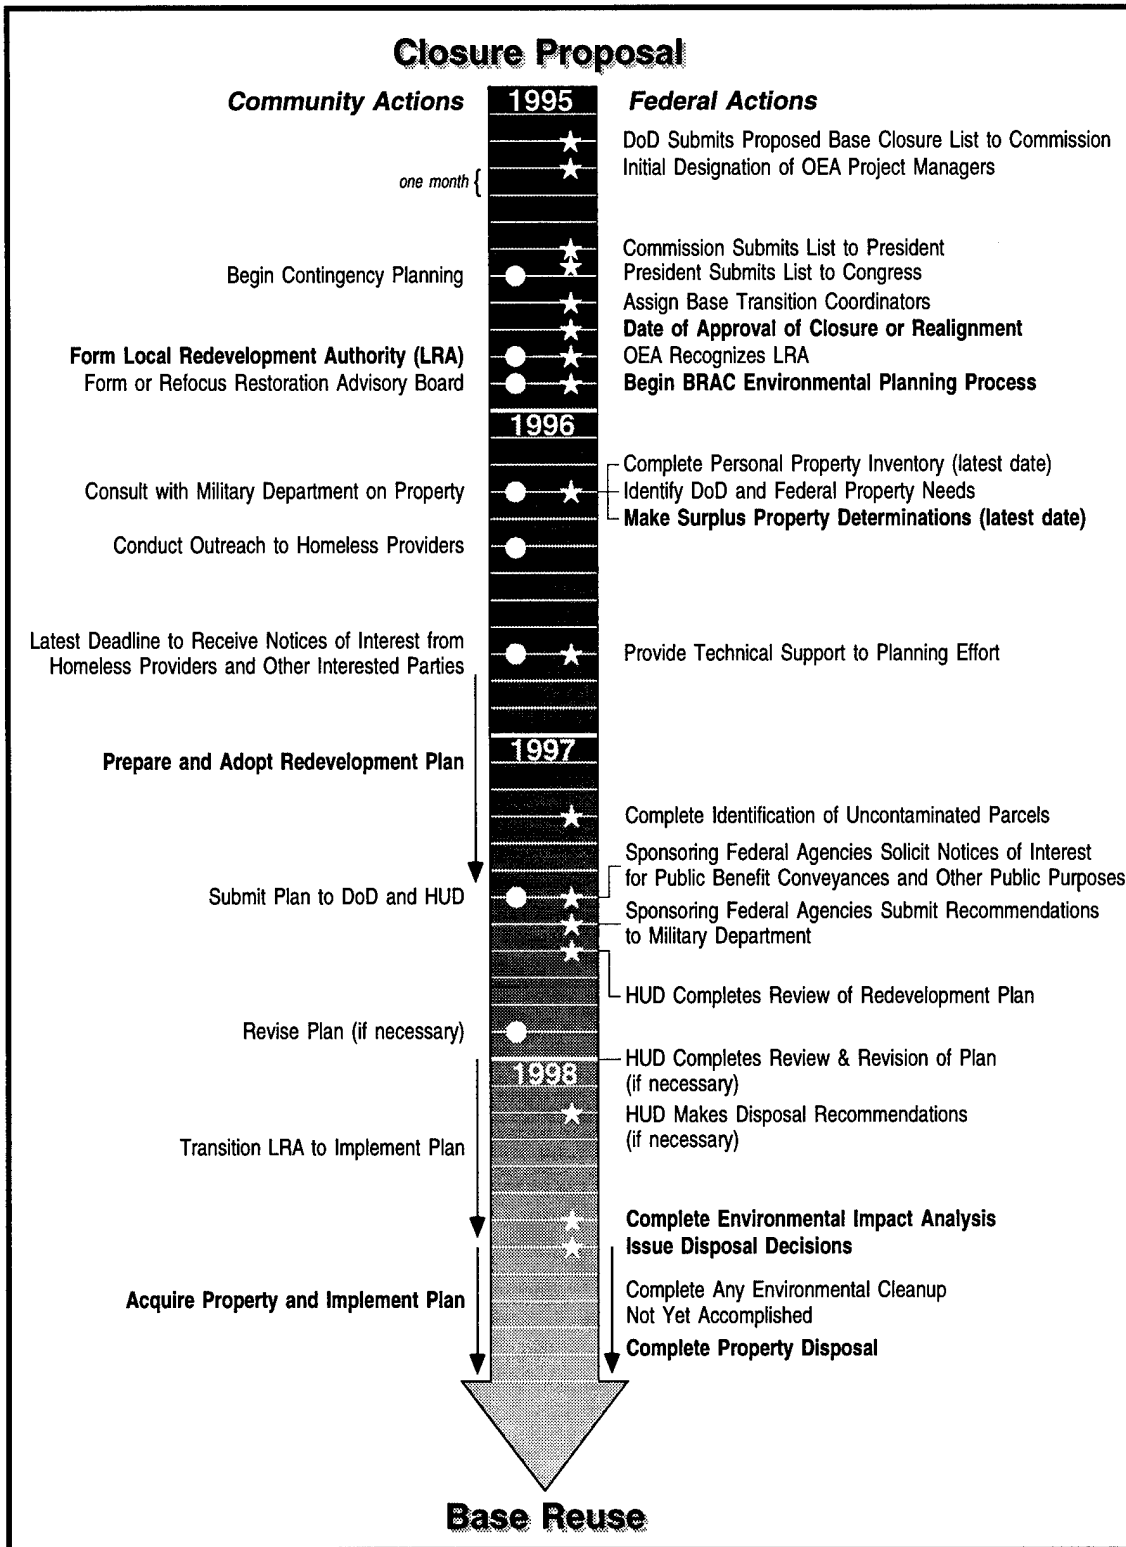 Closure Proposal
Community Actions
1995
Federal Actions
DoD Submits Proposed Base Closure List to Commission
Initial Designation of OEA Project Managers
one month {
Commission Submits List to President
Begin Contingency Planning
President Submits List to Congress
Assign Base Transition Coordinators
Date of Approval of Closure or Realignment
Form Local Redevelopment Authority (LRA)
OEA Recognizes LRA
Form or Refocus Restoration Advisory Board
Begin BRAC Environmental Planning Process
1996
Complete Personal Property Inventory (latest date)
Consult with Military Department on Property
Identify DoD and Federal Property Needs
Make Surplus Property Determinations (latest date)
Conduct Outreach to Homeless Providers
Latest Deadline to Receive Notices of Interest from
Homeless Providers and Other Interested Parties
Provide Technical Support to Planning Effort
1997
Prepare and Adopt Redevelopment Plan
Complete Identification of Uncontaminated Parcels
Sponsoring Federal Agencies Solicit Notices of Interest
for Public Benefit Conveyances and Other Public Purposes
Submit Plan to DoD and HUD
Sponsoring Federal Agencies Submit Recommendations
to Military Department
HUD Completes Review of Redevelopment Plan
Revise Plan (if necessary)
HUD Completes Review & Revision of Plan
(if necessary)
1998
HUD Makes Disposal Recommendations
(if necessary)
Transition LRA to Implement Plan
Complete Environmental Impact Analysis
Issue Disposal Decisions
Complete Any Environmental Cleanup
Not Yet Accomplished
Acquire Property and Implement Plan
Complete Property Disposal
Base Reuse